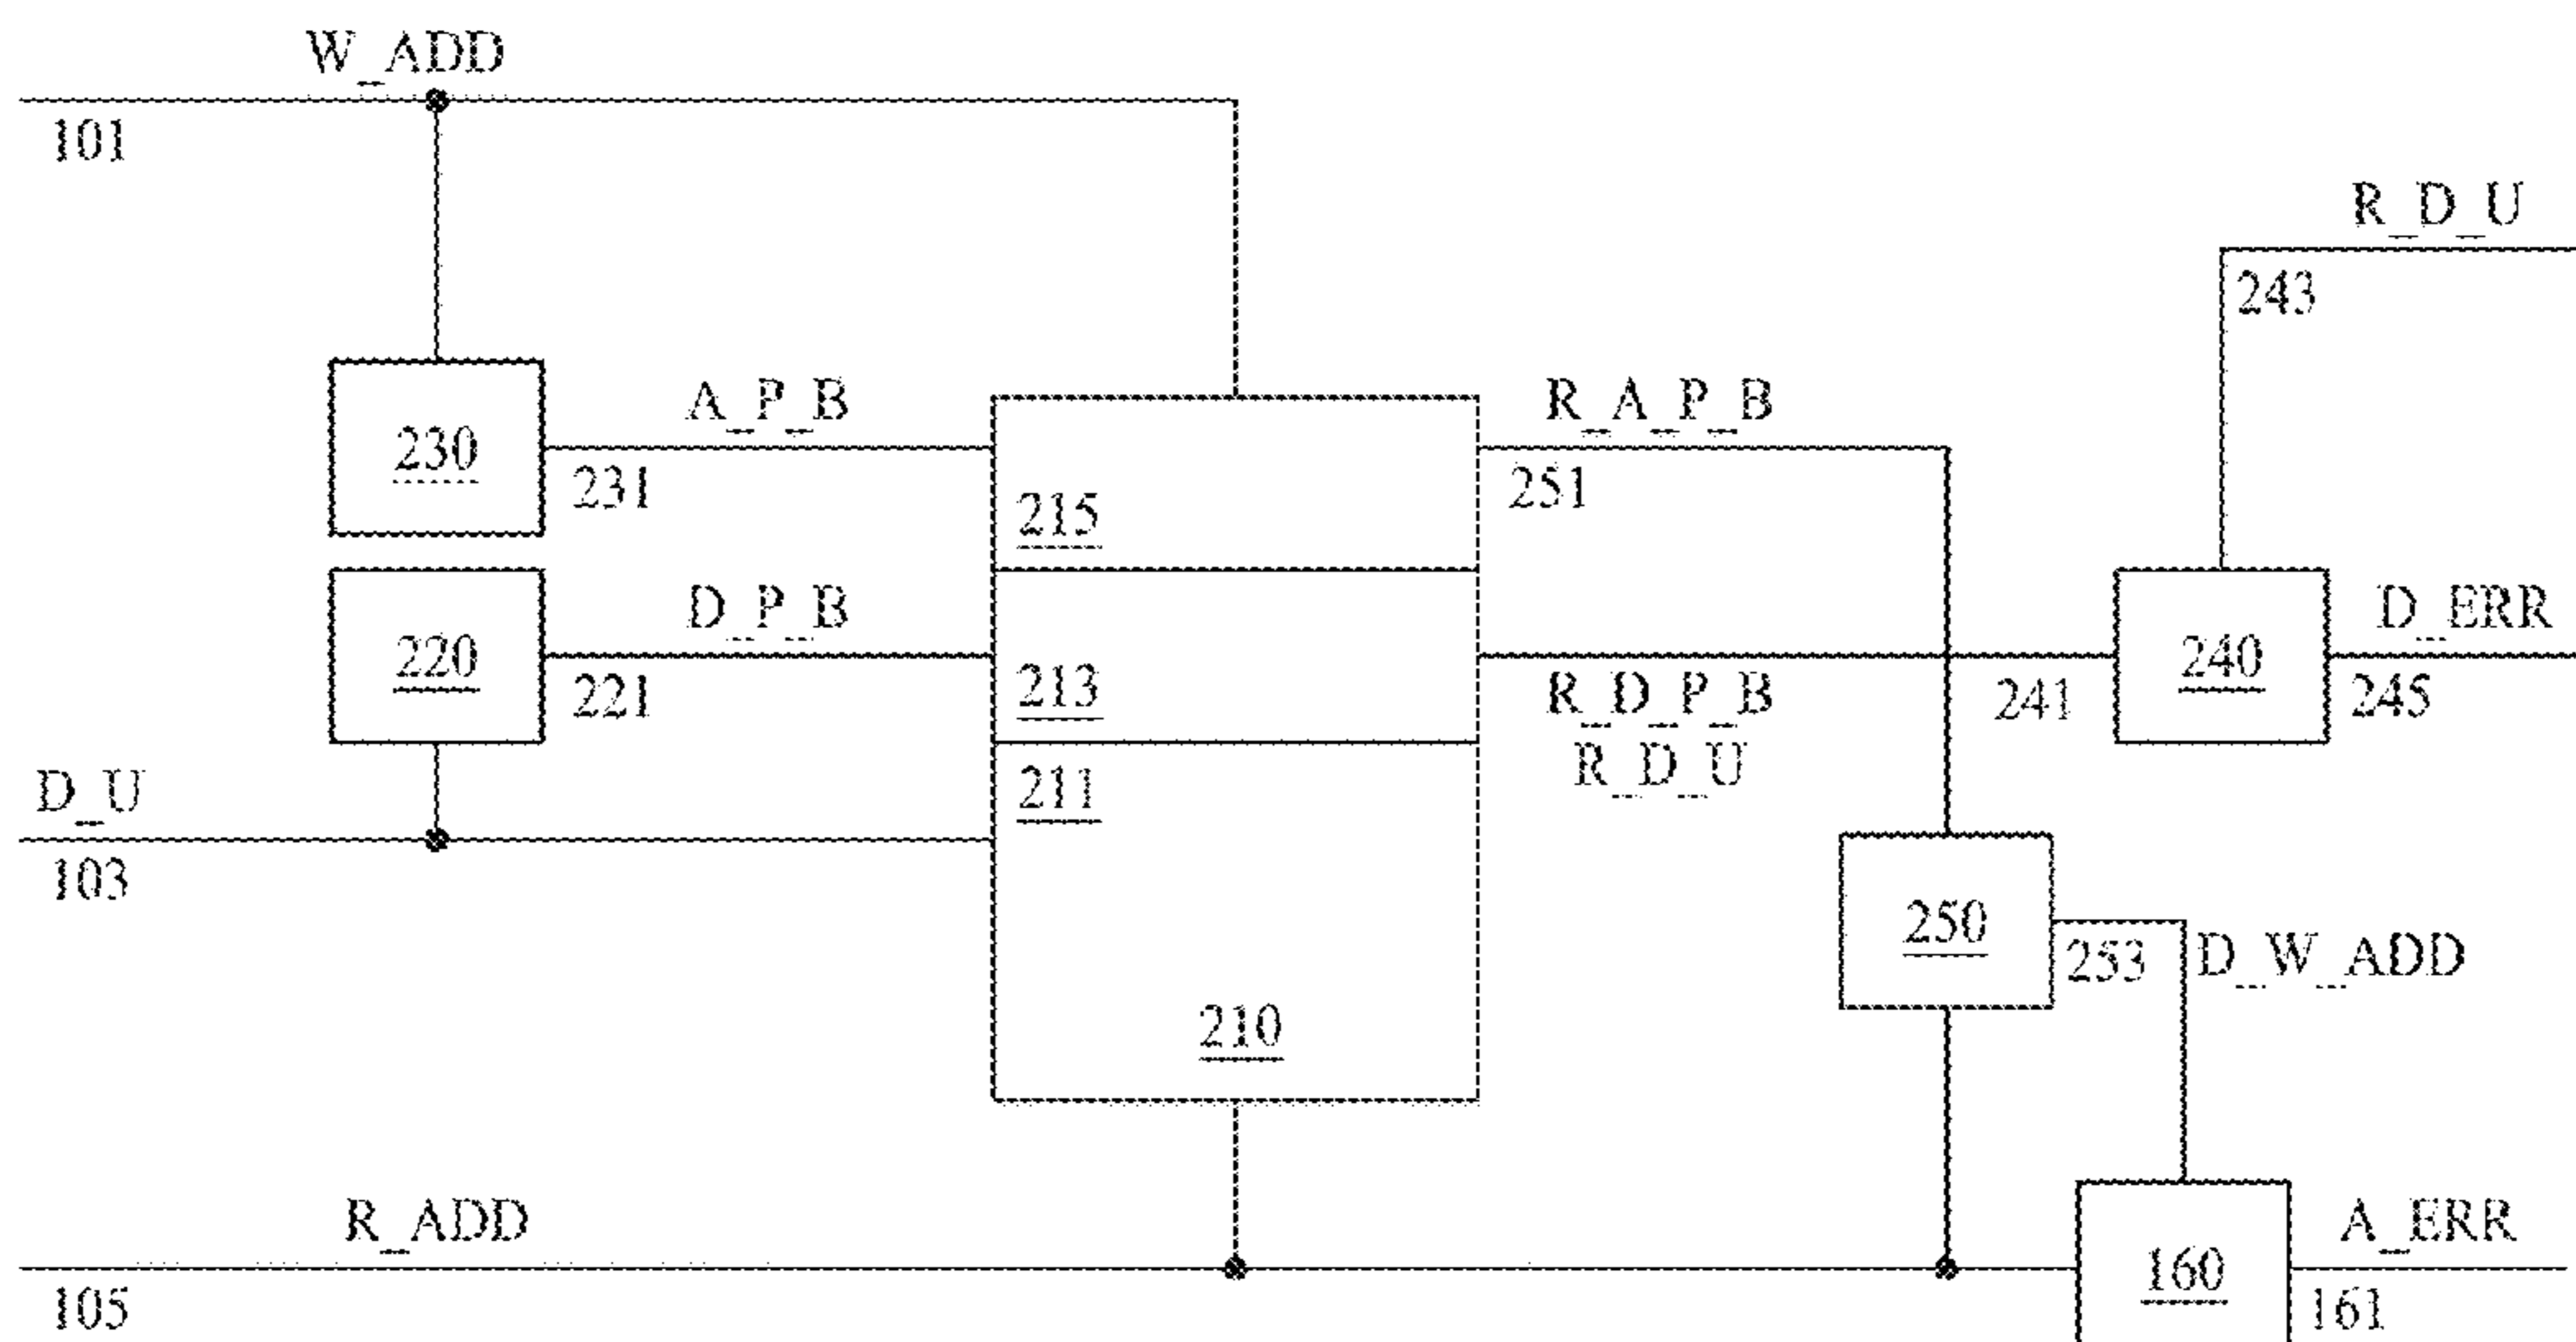 W_ADD
101
R_D_U
243
230
A_P_B
231
215
R_A_P_B
251
220
D_P_B
221
213
R_D_P_B
R_D_U
241
240
D_ERR
245
D_U
103
211
210
250
253
D_W_ADD
R_ADD
105
160
A_ERR
161